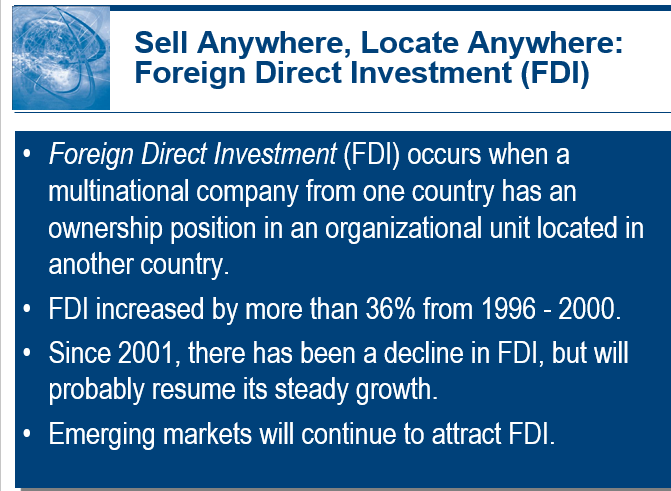 Sell Anywhere, Locate Anywhere:
Foreign Direct Investment (FDI)
• Foreign Direct Investment (FDI) occurs when a
multinational company from one country has an
ownership position in an organizational unit located in
another country.
• FDI increased by more than 36% from 1996 - 2000.
• Since 2001, there has been a decline in FDI, but will
probably resume its steady growth.
• Emerging markets will continue to attract FDI.